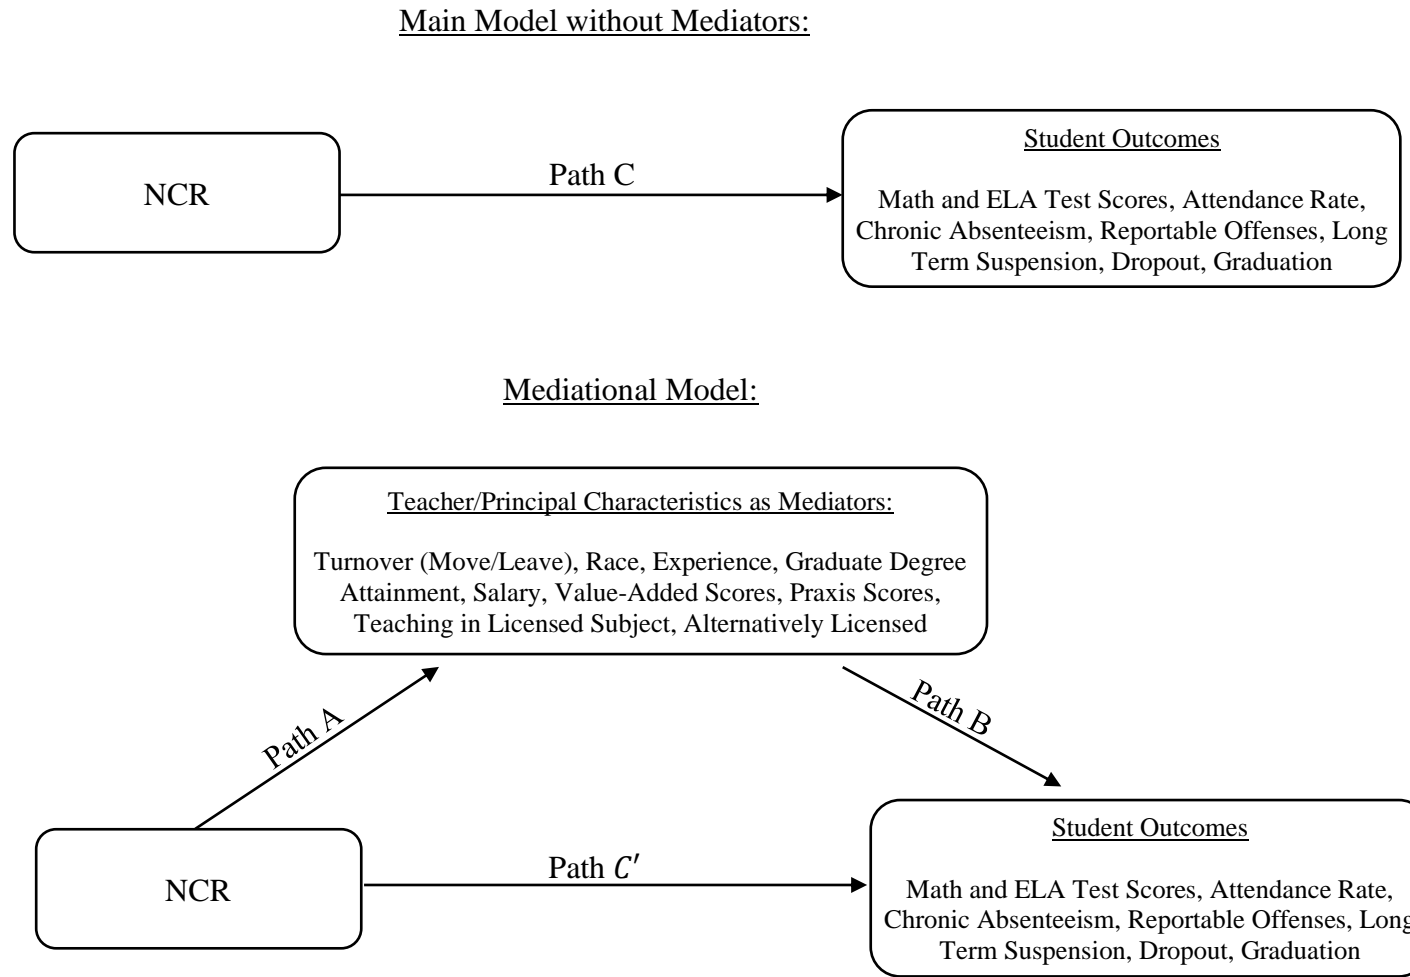 Main Model without Mediators:
NCR
Path C
Student Outcomes
Math and ELA Test Scores, Attendance Rate,
Chronic Absenteeism, Reportable Offenses, Long
Term Suspension, Dropout, Graduation
Mediational Model:
Teacher/Principal Characteristics as Mediators:
Turnover (Move/Leave), Race, Experience, Graduate Degree
Attainment, Salary, Value-Added Scores, Praxis Scores,
Teaching in Licensed Subject, Alternatively Licensed
Path A
Path B
NCR
Path C′
Student Outcomes
Math and ELA Test Scores, Attendance Rate,
Chronic Absenteeism, Reportable Offenses, Long
Term Suspension, Dropout, Graduation